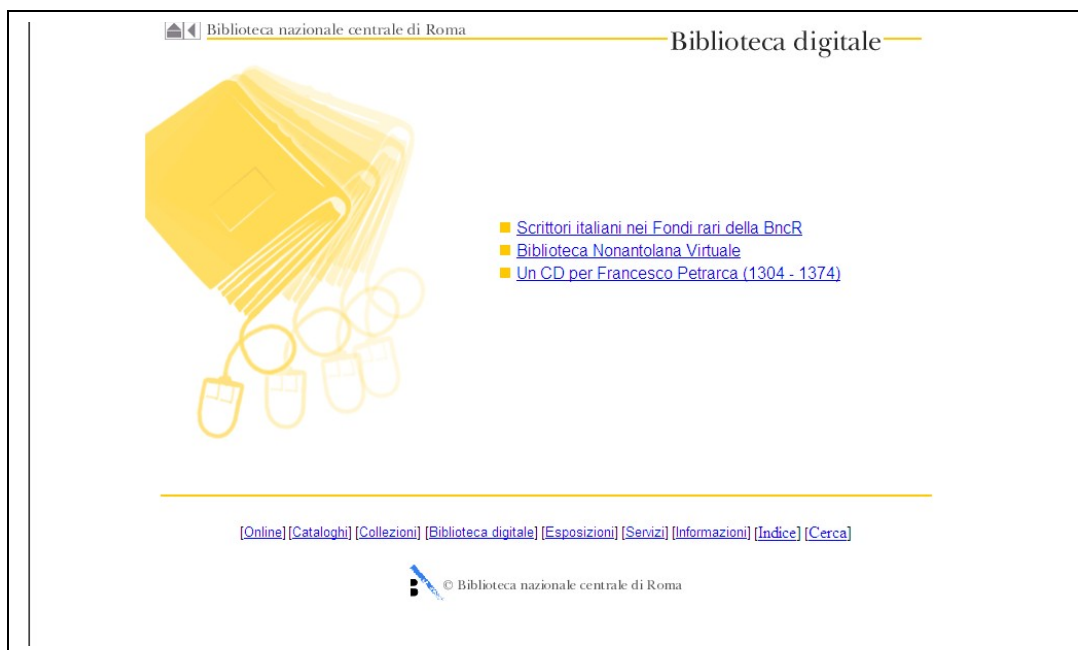 Biblioteca nazionale centrale di Roma
Biblioteca digitale
Scrittori italiani nei Fondi rari della BncR
Biblioteca Nonantolana Virtuale
Un CD per Francesco Petrarca (1304 - 1374)
[Online] [Cataloghi] [Collezioni] [Biblioteca digitale] [Esposizioni] [Servizi] [Informazioni] [Indice] [Cerca]
B © Biblioteca nazionale centrale di Roma